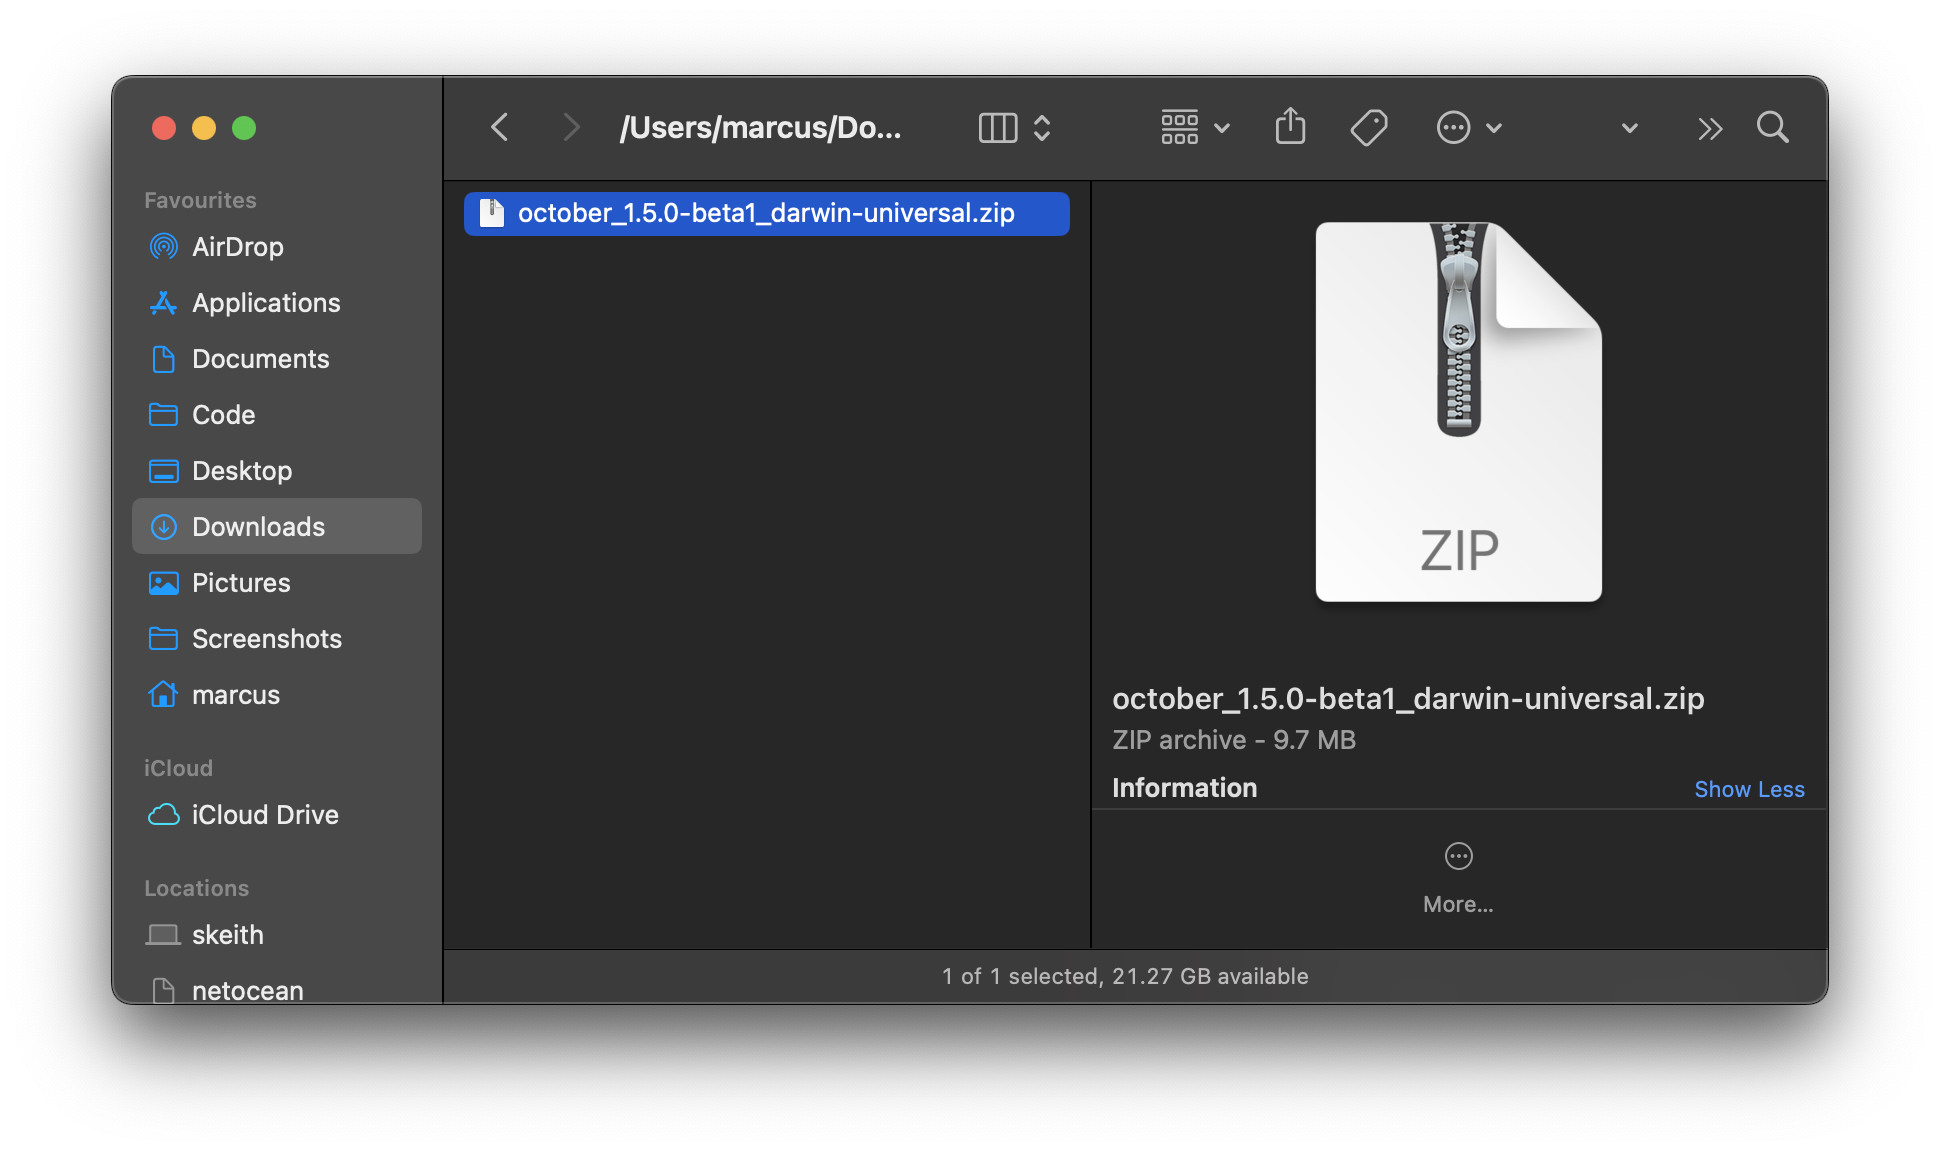 /Users/marcus/Do...
Favourites
AirDrop
Applications
Documents
Code
Desktop
Downloads
Pictures
Screenshots
marcus
iCloud
iCloud Drive
Locations
skeith
netocean
october_1.5.0-beta1_darwin-universal.zip
ZIP
october_1.5.0-beta1_darwin-universal.zip
ZIP archive - 9.7 MB
Information
Show Less
More...
1 of 1 selected, 21.27 GB available